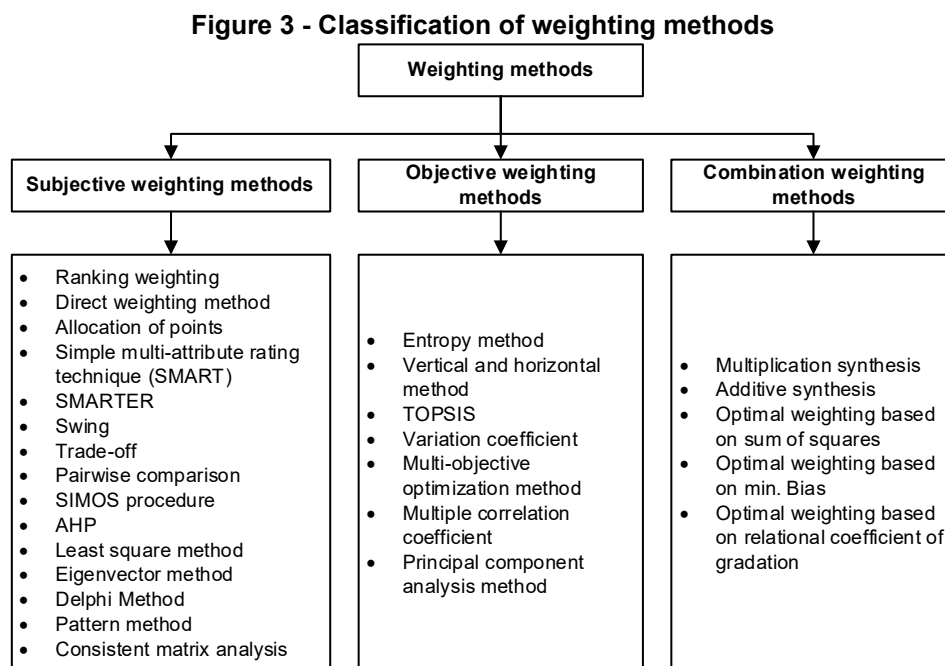 Figure 3 - Classification of weighting methods
Weighting methods
Subjective weighting methods
Objective weighting
methods
Combination weighting
methods
• Ranking weighting
• Direct weighting method
• Allocation of points
• Simple multi-attribute rating
technique (SMART)
• SMARTER
• Swing
• Trade-off
• Pairwise comparison
• SIMOS procedure
• AHP
• Least square method
• Eigenvector method
• Delphi Method
• Pattern method
• Consistent matrix analysis
• Entropy method
• Vertical and horizontal
method
• TOPSIS
• Variation coefficient
• Multi-objective
optimization method
• Multiple correlation
coefficient
• Principal component
analysis method
• Multiplication synthesis
• Additive synthesis
• Optimal weighting based
on sum of squares
• Optimal weighting based
on min. Bias
• Optimal weighting based
on relational coefficient of
gradation